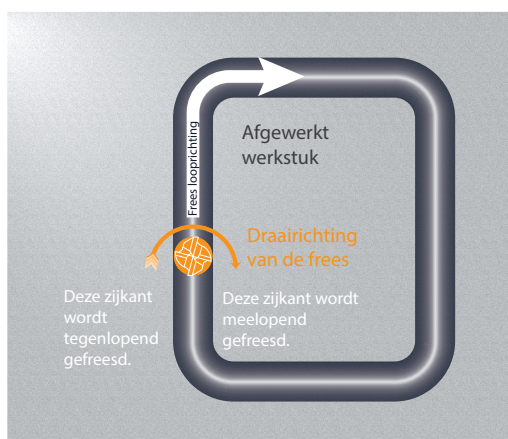 Frees looprichting
Afgewerkt
werkstuk
Draairichting
van de frees
Deze zijkant
wordt
tegenlopend
gefreesd.
Deze zijkant wordt
meelopend
gefreesd.